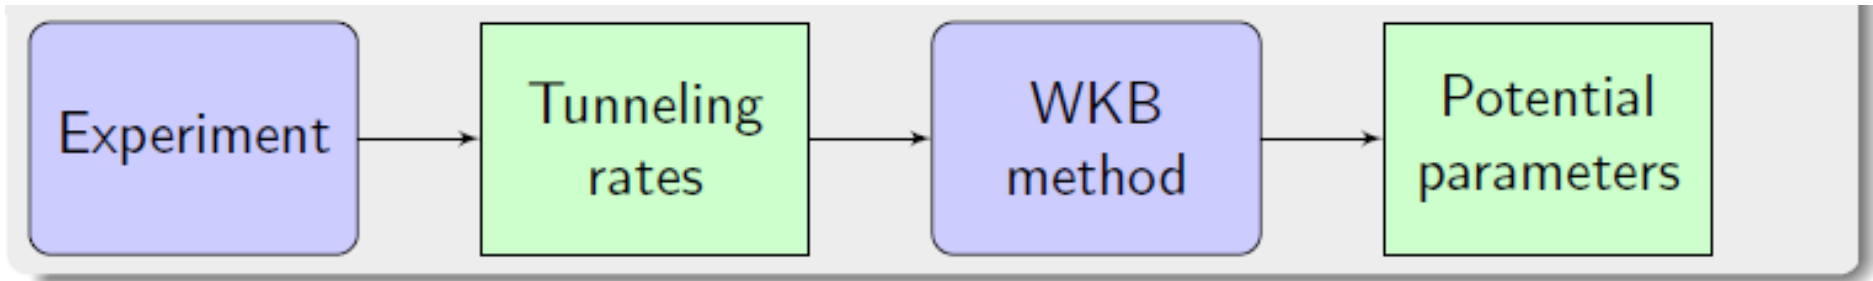 Experiment
Tunneling
rates
WKB
method
Potential
parameters